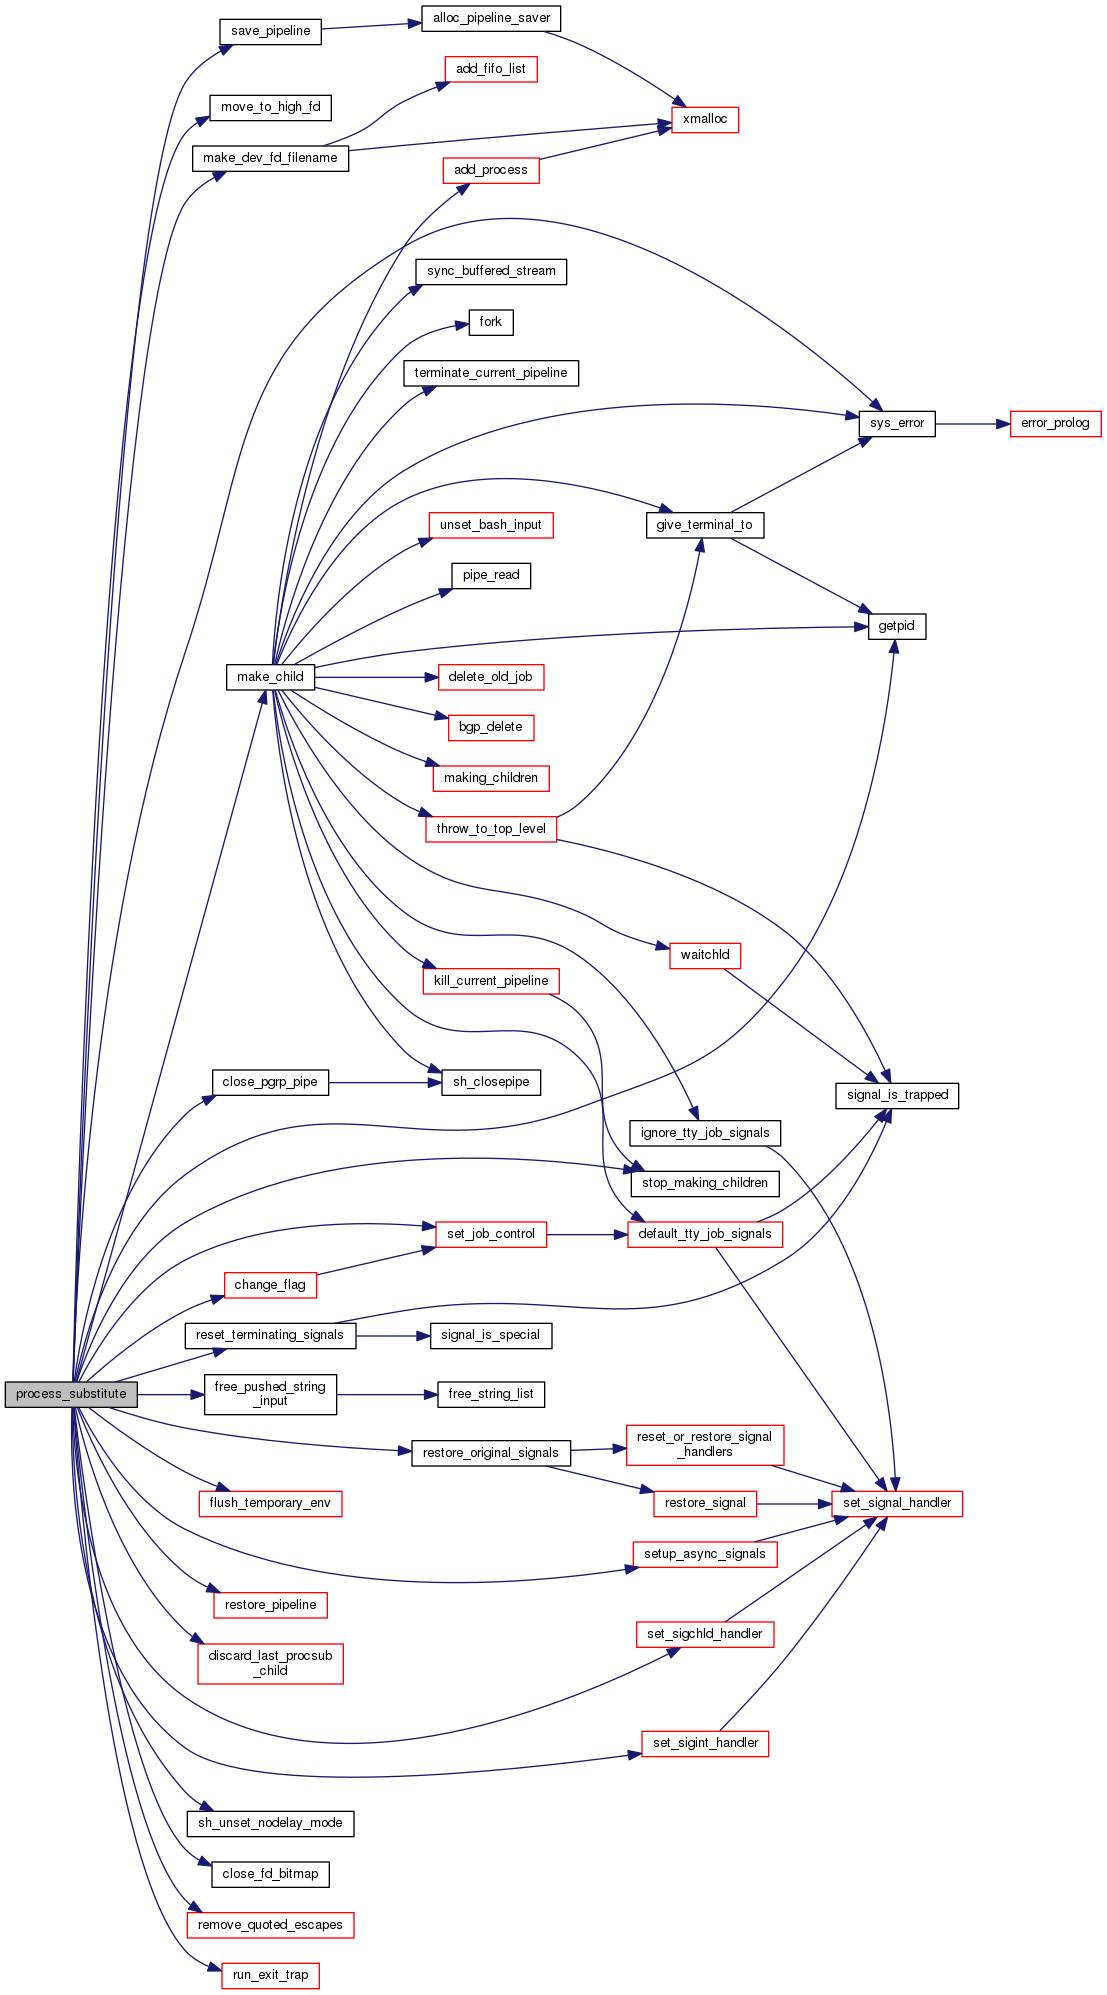 alloc_pipeline_saver
save_pipeline
add_fifo_list
move_to_high_fd
xmalloc
make_dev_fd_filename
add_process
sync_buffered_stream
fork
terminate_current_pipeline
sys_error
error_prolog
unset_bash_input
give_terminal_to
pipe_read
getpid
make_child
delete_old_job
bgp_delete
making_children
throw_to_top_level
waitchld
kill_current_pipeline
close_pgrp_pipe
sh_closepipe
signal_is_trapped
ignore_tty_job_signals
stop_making_children
set_job_control
default_tty_job_signals
change_flag
reset_terminating_signals
signal_is_special
process_substitute
free_pushed_string
_input
free_string_list
restore_original_signals
reset_or_restore_signal
_handlers
flush_temporary_env
restore_signal
set_signal_handler
setup_async_signals
restore_pipeline
set_sigchld_handler
discard_last_procsub
_child
set_sigint_handler
sh_unset_nodelay_mode
close_fd_bitmap
remove_quoted_escapes
run_exit_trap